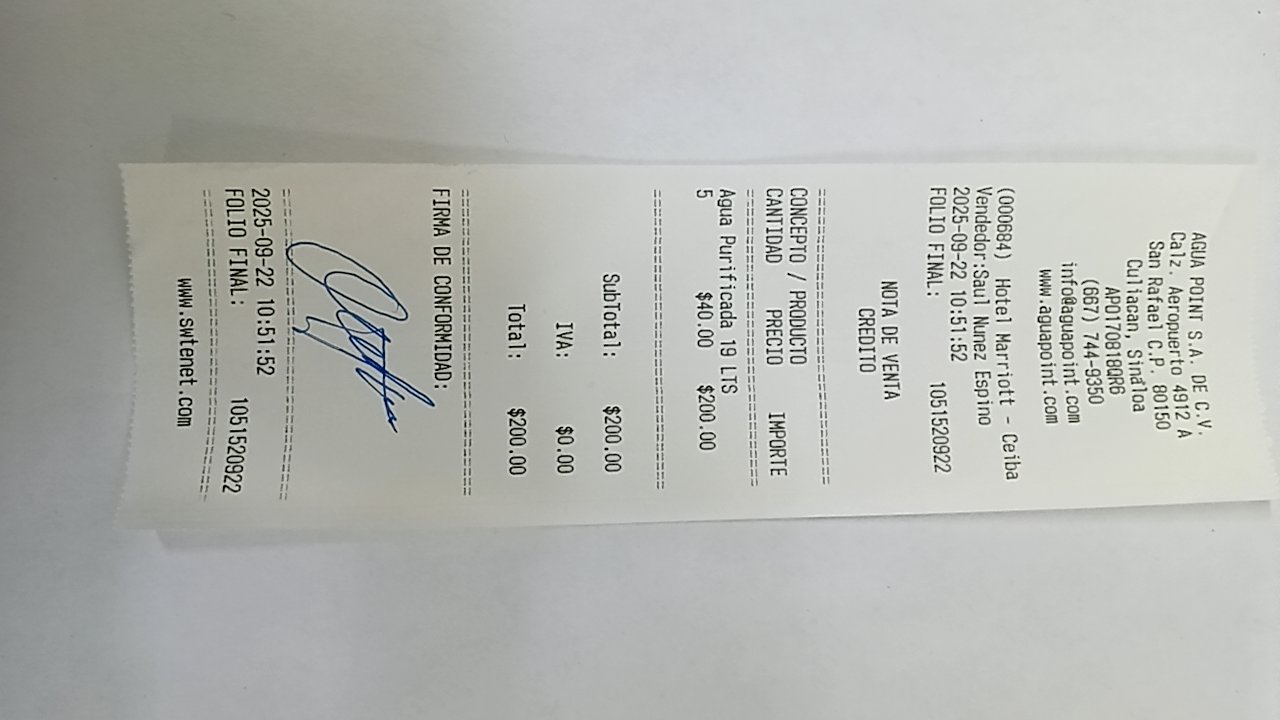 AGUA POINT S.A. DE C.V.
Calz. Aeropuerto 4912 A
San Rafael C.P. 80150
Culiacan, Sinaloa
APO170818QR6
(667) 744-9350
info@aguapoint.com
www.aguapoint.com
(000684) Hotel Marriott - Ceiba
Vendedor:Saul Nunez Espino
2025-09-22 10:51:52
FOLIO FINAL: 1051520922
NOTA DE VENTA
CREDITO
CONCEPTO / PRODUCTO
CANTIDAD PRECIO IMPORTE
Agua Purificada 19 LTS
5 $40.00 $200.00
SubTotal: $200.00
IVA: $0.00
Total: $200.00
FIRMA DE CONFORMIDAD:
2025-09-22 10:51:52
FOLIO FINAL: 1051520922
www.swtenet.com